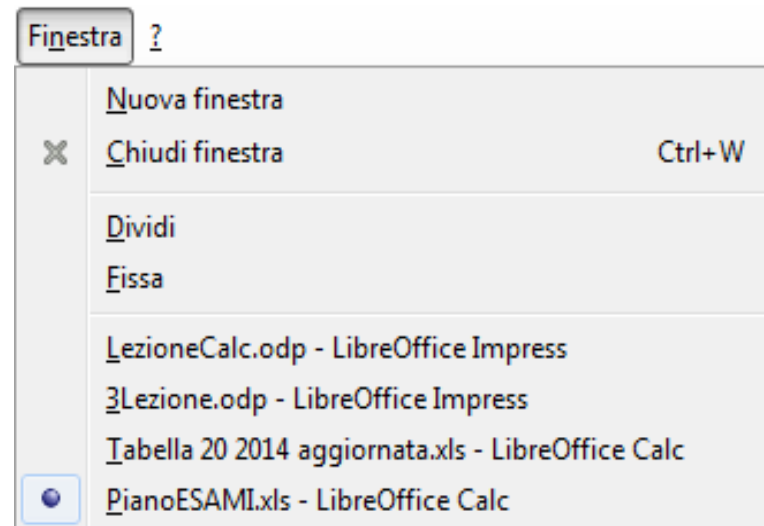 Finestra ?
Nuova finestra
Chiudi finestra Ctrl+W
Dividi
Fissa
LezioneCalc.odp - LibreOffice Impress
3Lezione.odp - LibreOffice Impress
Tabella 20 2014 aggiornata.xls - LibreOffice Calc
PianoESAMI.xls - LibreOffice Calc